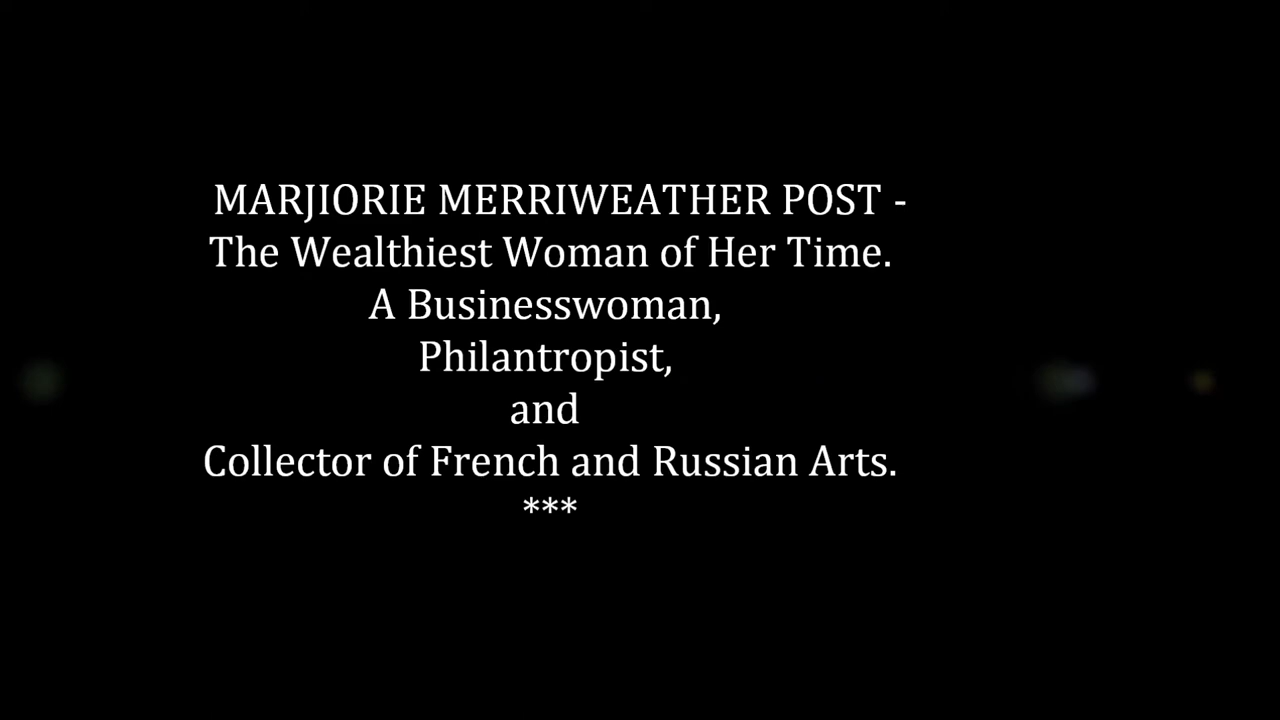 MARJIORIE MERRIWEATHER POST -
The Wealthiest Woman of Her Time.
A Businesswoman,
Philantropist,
and
Collector of French and Russian Arts.
***